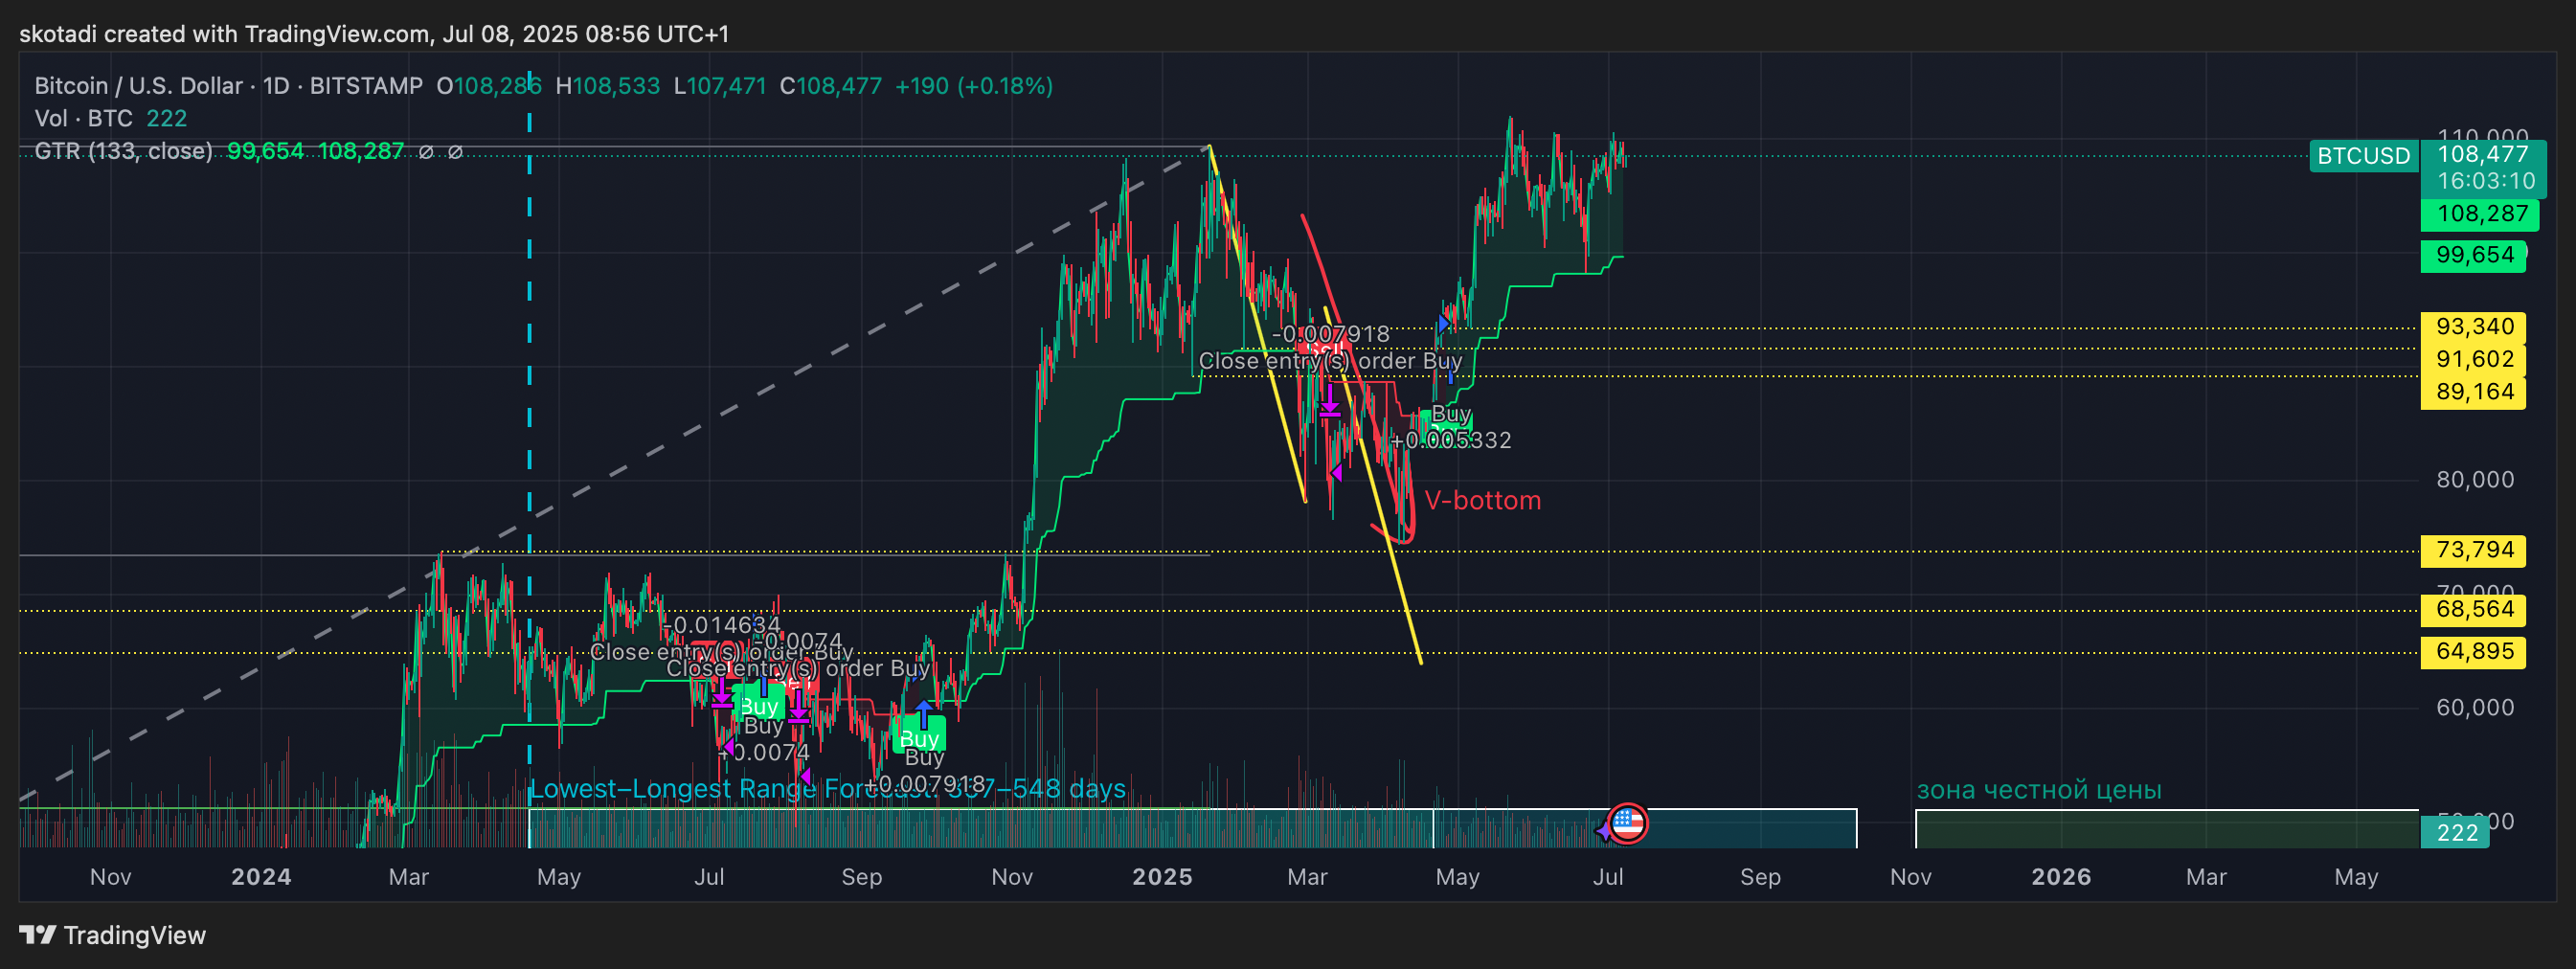 skotadi created with TradingView.com, Jul 08, 2025 08:56 UTC+1
Bitcoin / U.S. Dollar · 1D · BITSTAMP O108,286 H108,533 L107,471 C108,477 +190 (+0.18%)
Vol · BTC 222
GTR (133, close) 99,654 108,287 ∅ ∅
110,000
BTCUSD 108,477
16:03:10
108,287
99,654
93,340
91,602
89,164
80,000
73,794
70,000
68,564
64,895
60,000
222
-0.007918
Close entry(s) order Buy
Buy
+0.005332
V-bottom
-0.014634
-0.0074
Close entry(s) order Buy
Close entry(s) order Buy
Buy
Buy
+0.0074
Buy
Buy
+0.007918
Lowest–Longest Range
548 days
зона честной цены
Nov 2024 Mar May Jul Sep Nov 2025 Mar May Jul Sep Nov 2026 Mar May
TradingView